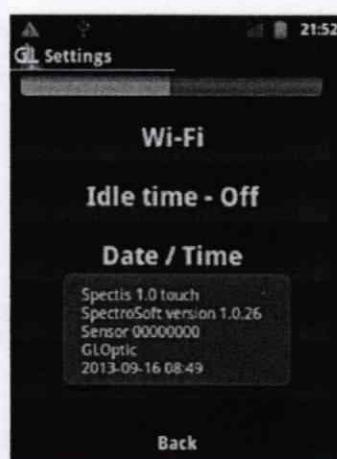 21:52
GL Settings
Wi-Fi
Idle time - Off
Date / Time
Spectis 1.0 touch
SpectroSoft version 1.0.26
Sensor 00000000
GLOptic
2013-09-16 08:49
Back